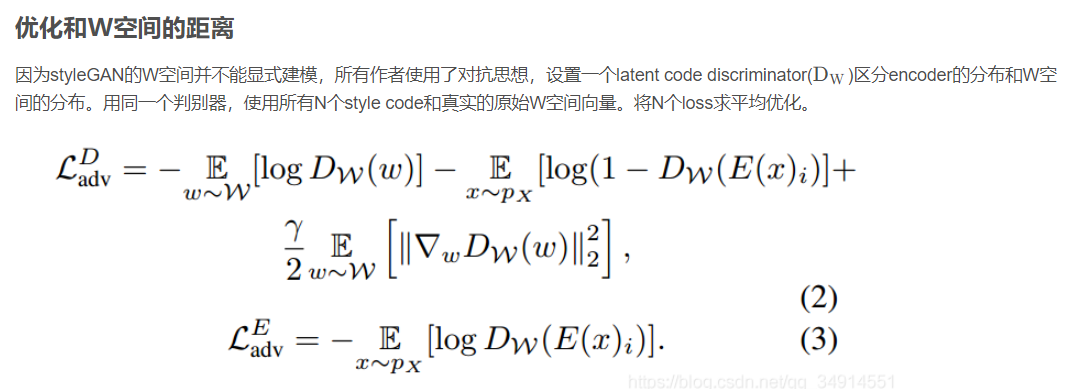 优化和W空间的距离
因为styleGAN的W空间并不能显式建模，所有作者使用了对抗思想，设置一个latent code discriminator(D_W )区分encoder的分布和W空
间的分布。用同一个判别器，使用所有N个style code和真实的原始W空间向量。将N个loss求平均优化。
\mathcal{L}_{\text{adv}}^{D} = - \underset{w \sim \mathcal{W}}{\mathbb{E}} [\log D_{\mathcal{W}}(w)] - \underset{x \sim p_X}{\mathbb{E}} [\log(1 - D_{\mathcal{W}}(E(x)_i)] +
\frac{\gamma}{2} \underset{w \sim \mathcal{W}}{\mathbb{E}} \left[ \|\nabla_w D_{\mathcal{W}}(w)\|_2^2 \right],
(2)
\mathcal{L}_{\text{adv}}^{E} = - \underset{x \sim p_X}{\mathbb{E}} [\log D_{\mathcal{W}}(E(x)_i)]. (3)
https://blog.csdn.net/qq_34914551